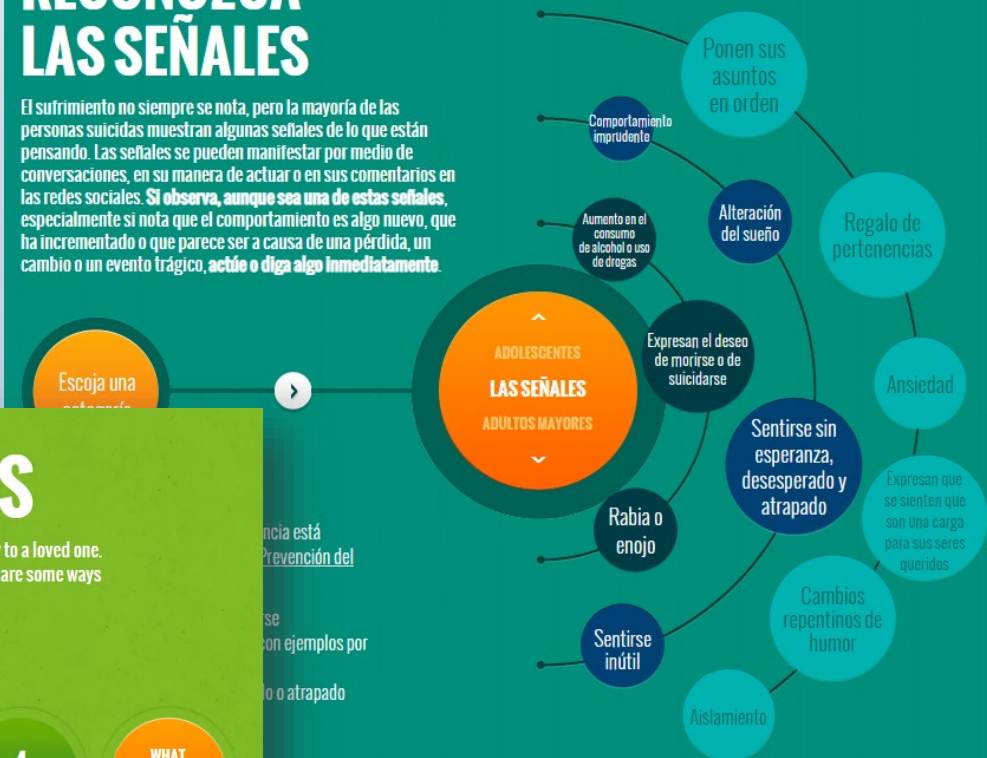 RECONOZCA
LAS SEÑALES
El sufrimiento no siempre se nota, pero la mayoría de las
personas suicidas muestran algunas señales de lo que están
pensando. Las señales se pueden manifestar por medio de
conversaciones, en su manera de actuar o en sus comentarios en
las redes sociales. Si observa, aunque sea una de estas señales,
especialmente si nota que el comportamiento es algo nuevo, que
ha incrementado o que parece ser a causa de una pérdida, un
cambio o un evento trágico, actúe o diga algo inmediatamente.
Escoja una
categoría
ADOLESCENTES
LAS SEÑALES
ADULTOS MAYORES
Ponen sus
asuntos
en orden
Comportamiento
imprudente
Alteración
del sueño
Regalo de
pertenencias
Aumento en el
consumo
de alcohol o uso
de drogas
Expresan el deseo
de morirse o de
suicidarse
Ansiedad
Sentirse sin
esperanza,
desesperado y
atrapado
Expresan que
se sienten que
son una carga
para sus seres
queridos
Rabia o
enojo
Cambios
repentinos de
humor
Sentirse
inútil
Aislamiento
ncia está
Prevención del
rse
con ejemplos por
lo o atrapado
S
to a loved one.
are some ways
WHAT